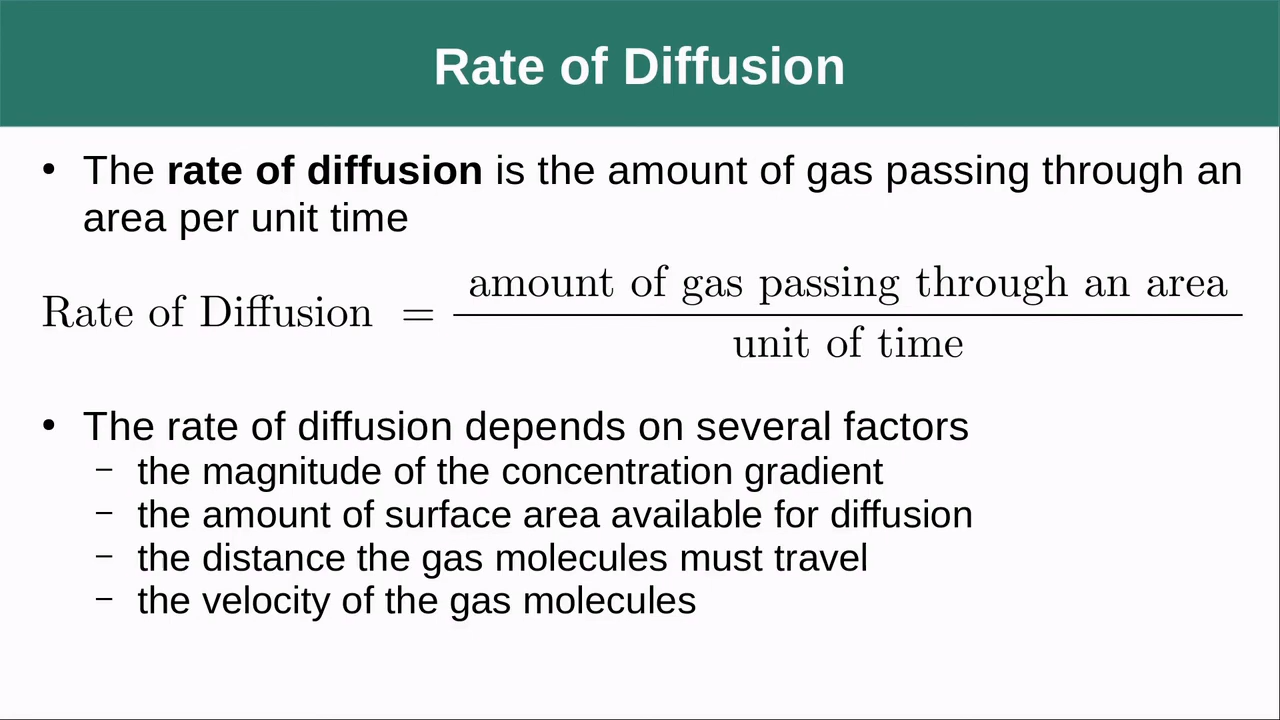 Rate of Diffusion
• The rate of diffusion is the amount of gas passing through an
area per unit time
Rate of Diffusion = amount of gas passing through an area
unit of time
• The rate of diffusion depends on several factors
– the magnitude of the concentration gradient
– the amount of surface area available for diffusion
– the distance the gas molecules must travel
– the velocity of the gas molecules